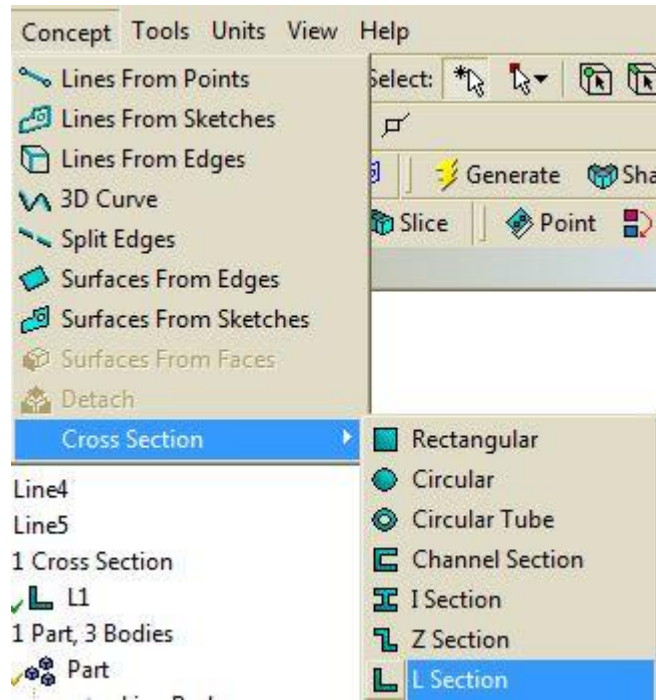 Concept Tools Units View Help
Lines From Points
Lines From Sketches
Lines From Edges
3D Curve
Split Edges
Surfaces From Edges
Surfaces From Sketches
Surfaces From Faces
Detach
Cross Section
Select:
Generate
Slice Point
Rectangular
Circular
Circular Tube
Channel Section
I Section
Z Section
L Section
Line4
Line5
1 Cross Section
L1
1 Part, 3 Bodies
Part